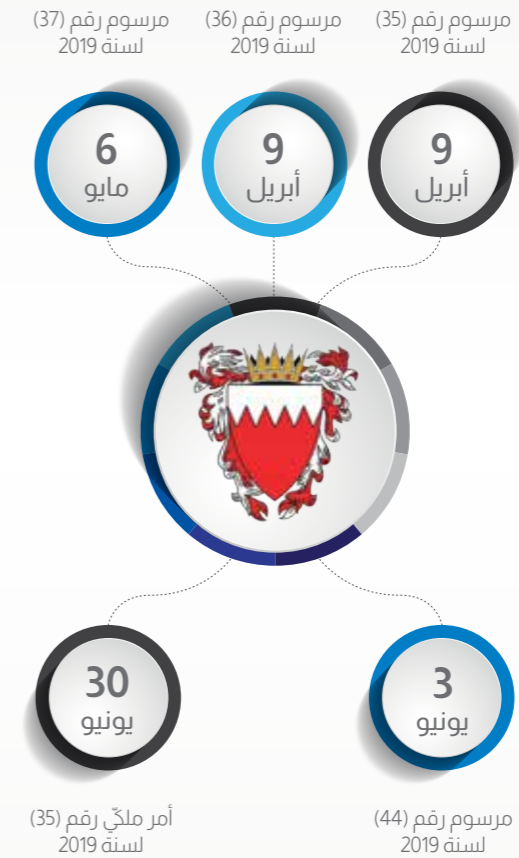 مرسوم رقم (35)
لسنة 2019
9
أبريل
مرسوم رقم (36)
لسنة 2019
9
أبريل
مرسوم رقم (37)
لسنة 2019
6
مايو
3
يونيو
مرسوم رقم (44)
لسنة 2019
30
يونيو
أمر ملكيّ رقم (35)
لسنة 2019